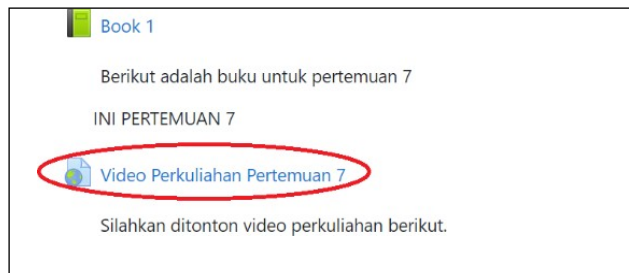 Book 1
Berikut adalah buku untuk pertemuan 7
INI PERTEMUAN 7
Video Perkuliahan Pertemuan 7
Silahkan ditonton video perkuliahan berikut.